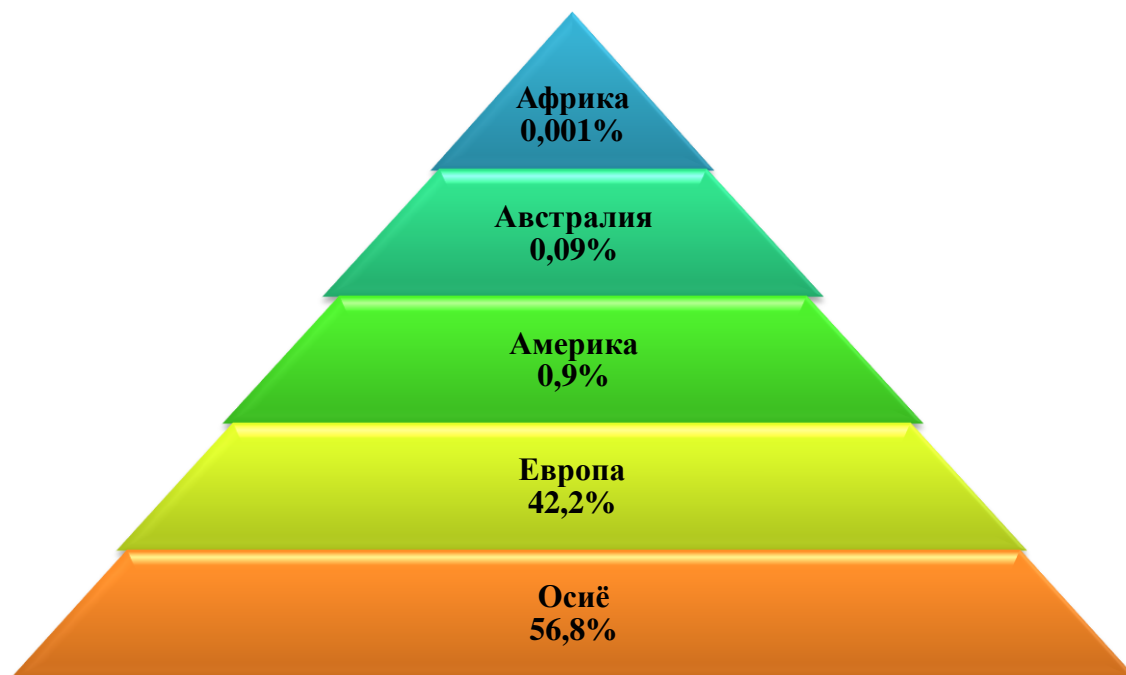 Африка
0,001%
Австралия
0,09%
Америка
0,9%
Европа
42,2%
Осиё
56,8%